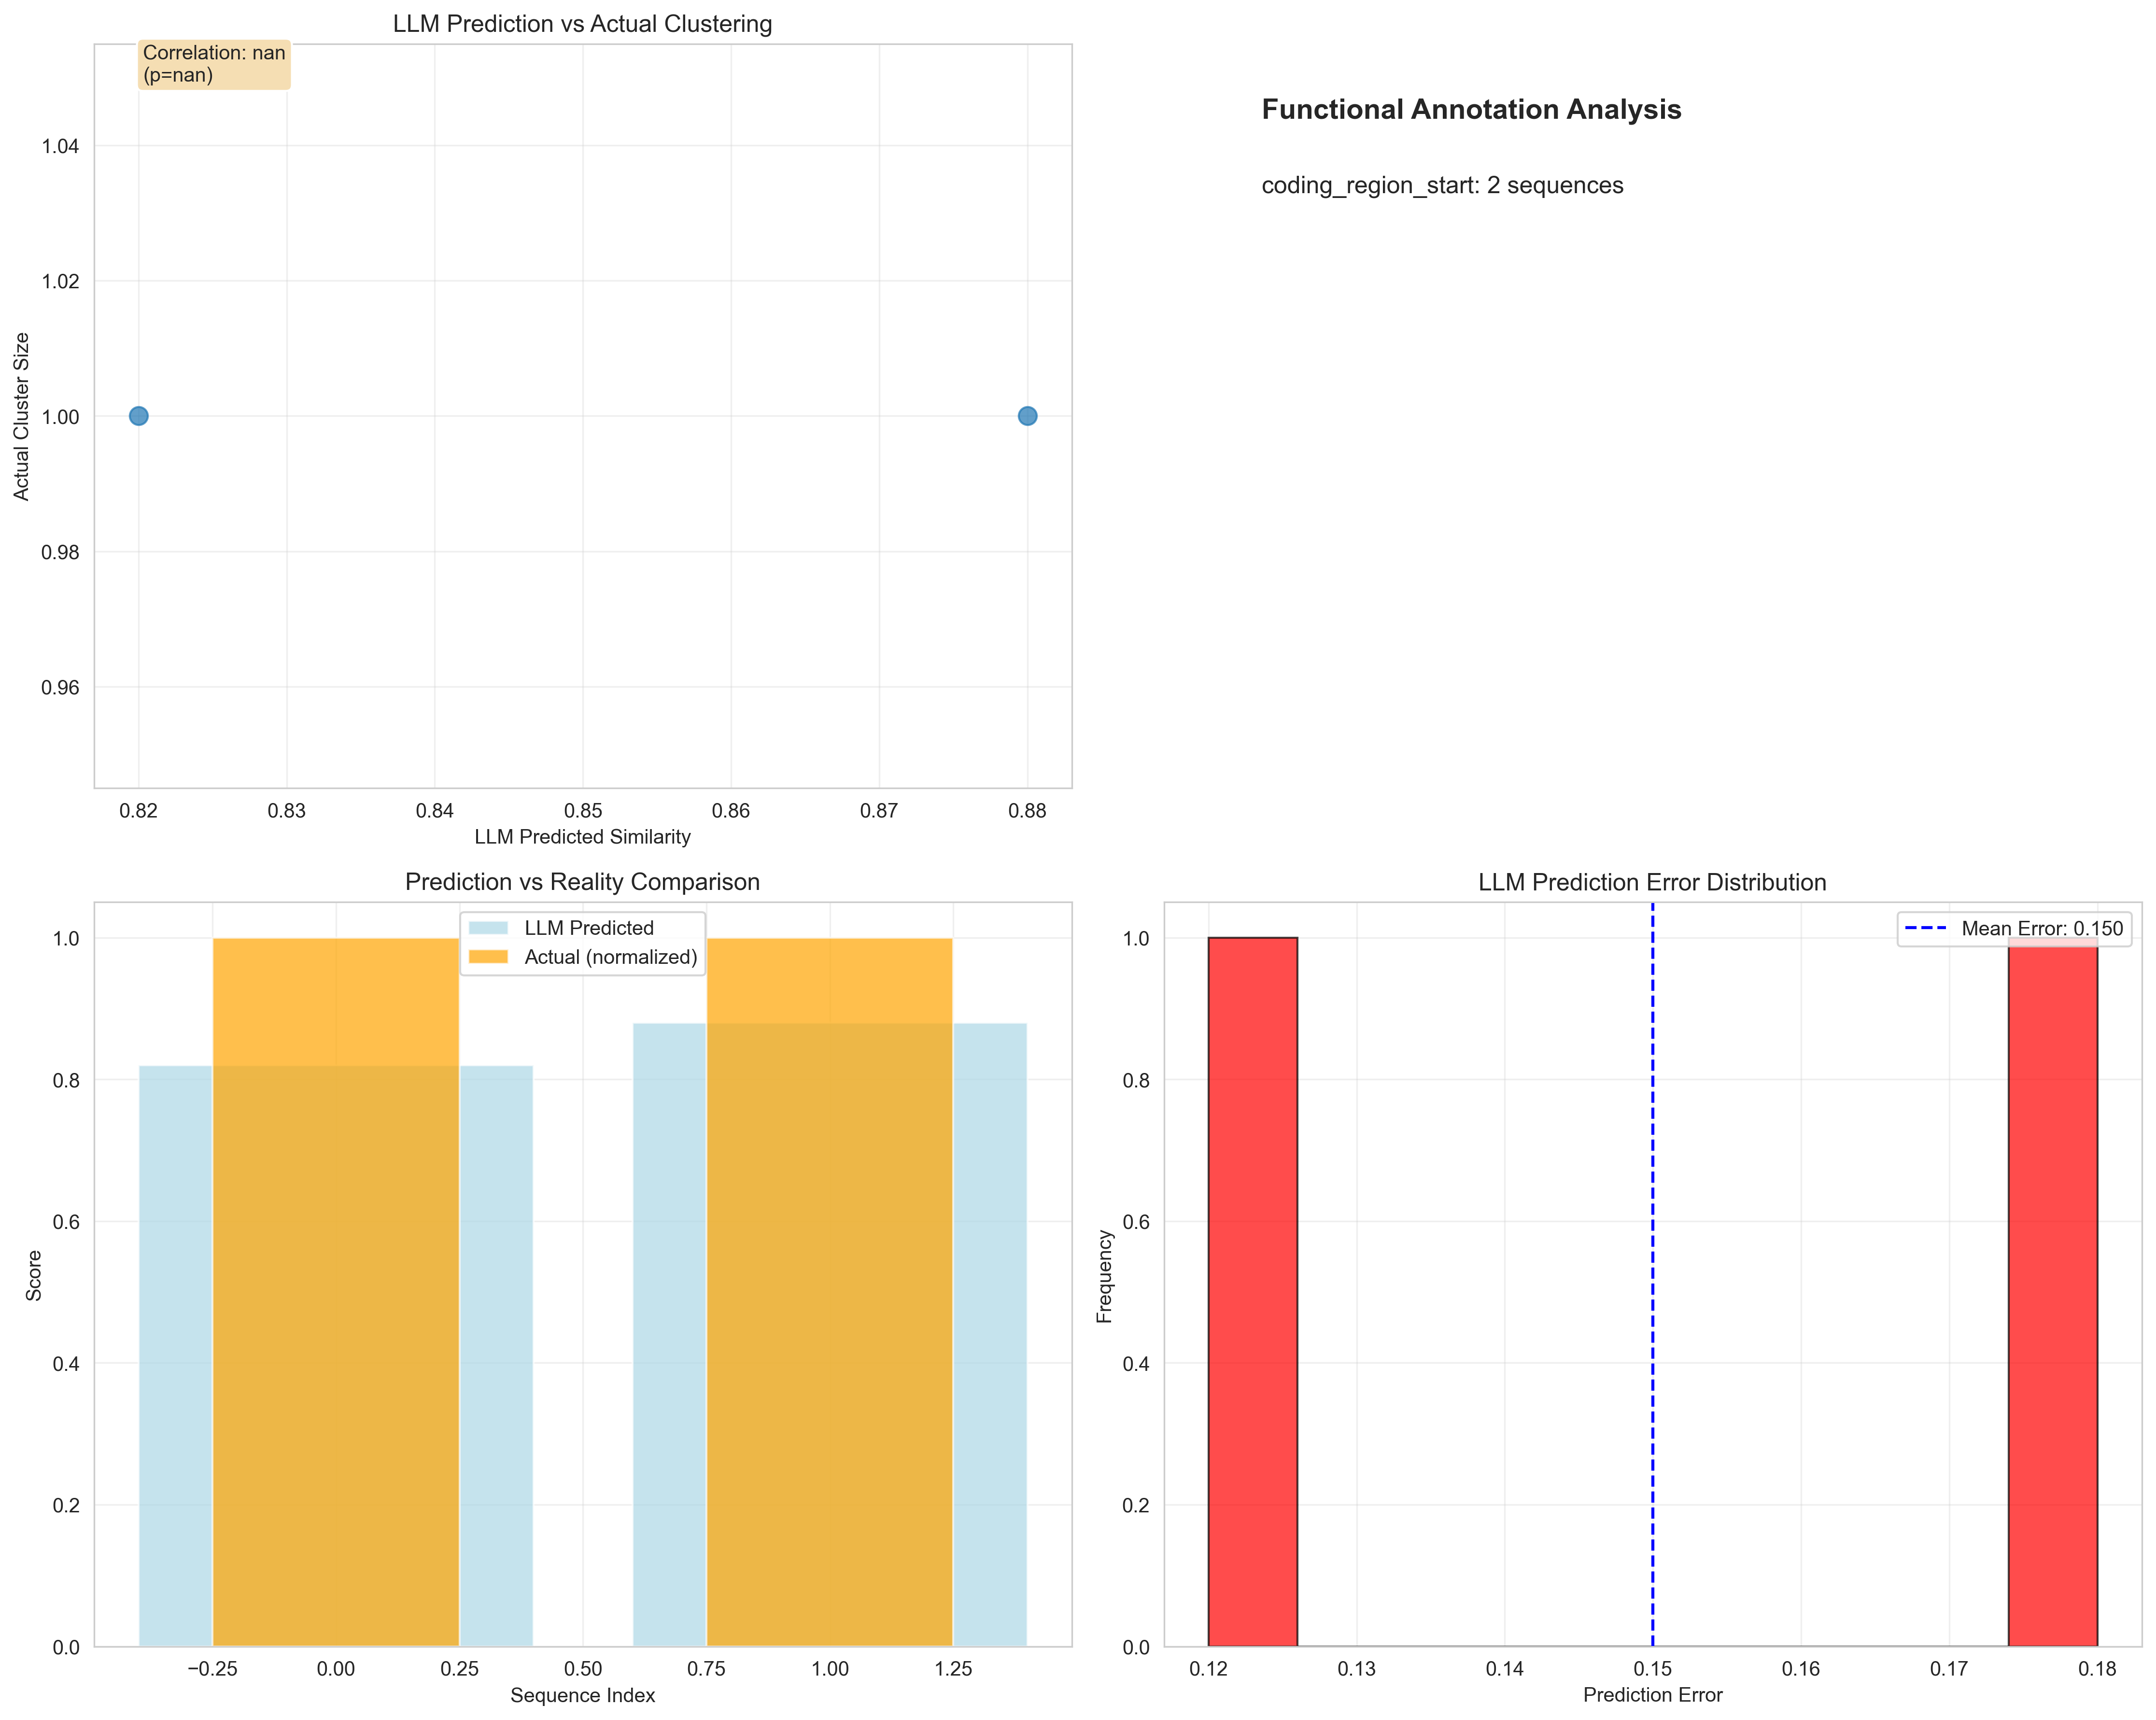 LLM Prediction vs Actual Clustering
Correlation: nan
(p=nan)
1.04
1.02
1.00
0.98
0.96
Actual Cluster Size
0.82
0.83
0.84
0.85
0.86
0.87
0.88
LLM Predicted Similarity
Functional Annotation Analysis
coding_region_start: 2 sequences
Prediction vs Reality Comparison
LLM Predicted
Actual (normalized)
1.0
0.8
0.6
0.4
0.2
0.0
Score
−0.25
0.00
0.25
0.50
0.75
1.00
1.25
Sequence Index
LLM Prediction Error Distribution
Mean Error: 0.150
1.0
0.8
0.6
0.4
0.2
0.0
Frequency
0.12
0.13
0.14
0.15
0.16
0.17
0.18
Prediction Error